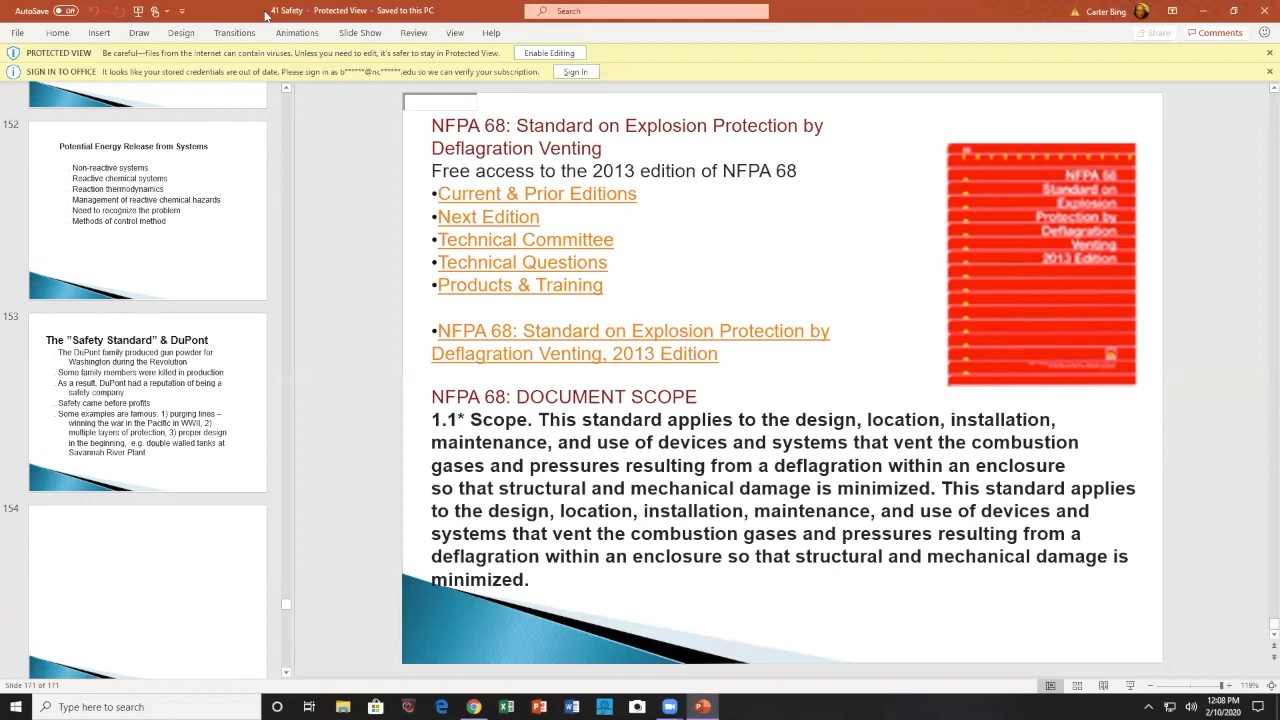 AutoSave Off
41 Safety - Protected View - Saved to this PC
Search
Carter Bing
File Home Insert Draw Design Transitions Animations Slide Show Review View Help
Share Comments
PROTECTED VIEW Be careful—files from the Internet can contain viruses. Unless you need to edit, it's safer to stay in Protected View. Enable Editing
SIGN IN TO OFFICE It looks like your stored credentials are out of date. Please sign in as b******@nc******.edu so we can verify your subscription. Sign In
152
Potential Energy Release from Systems
Non-reactive systems
Reactive chemical systems
Reaction thermodynamics
Management of reactive chemical hazards
Need to recognize the problem
Methods of control method
153
The "Safety Standard" & DuPont
The DuPont family produced gun powder for
Washington during the Revolution
Some family members were killed in production
As a result, DuPont had a reputation of being a
safety company
Safety came before profits
Some examples are famous: 1) purging lines –
winning the war in the Pacific in WWII, 2)
multiple layers of protection, 3) proper design
in the beginning, e.g. double walled tanks at
Savannah River Plant
154
NFPA 68: Standard on Explosion Protection by
Deflagration Venting
Free access to the 2013 edition of NFPA 68
•Current & Prior Editions
•Next Edition
•Technical Committee
•Technical Questions
•Products & Training
•NFPA 68: Standard on Explosion Protection by
Deflagration Venting, 2013 Edition
NFPA 68: DOCUMENT SCOPE
1.1* Scope. This standard applies to the design, location, installation,
maintenance, and use of devices and systems that vent the combustion
gases and pressures resulting from a deflagration within an enclosure
so that structural and mechanical damage is minimized. This standard applies
to the design, location, installation, maintenance, and use of devices and
systems that vent the combustion gases and pressures resulting from a
deflagration within an enclosure so that structural and mechanical damage is
minimized.
NFPA 68
Standard on
Explosion
Protection by
Deflagration
Venting
2013 Edition
Slide 171 of 171
119%
Type here to search
12:08 PM
2/10/2020